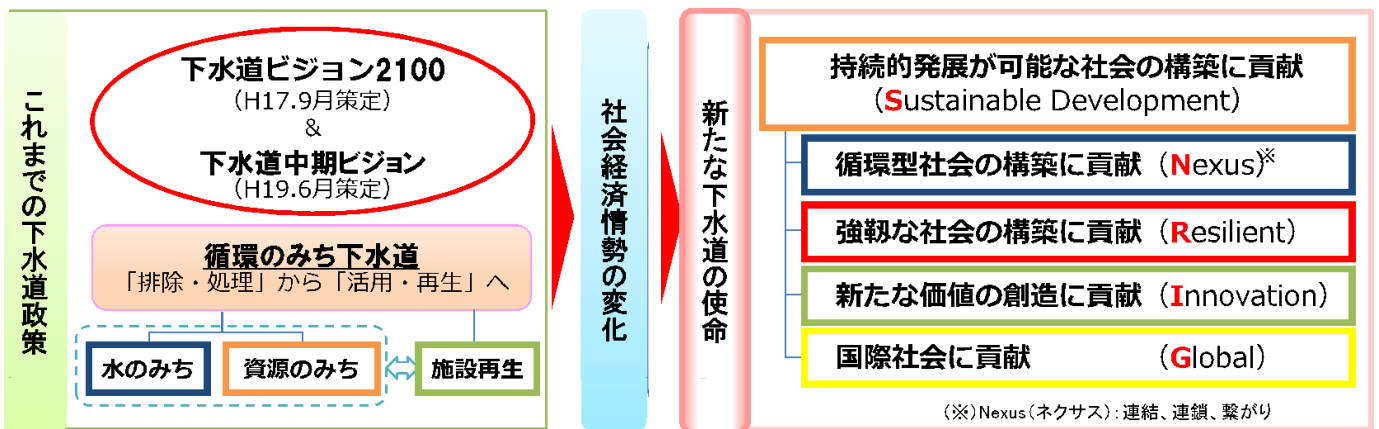 これまでの下水道政策
下水道ビジョン2100
(H17.9月策定)
&
下水道中期ビジョン
(H19.6月策定)
循環のみち下水道
「排除・処理」から「活用・再生」へ
水のみち
資源のみち
施設再生
社会経済情勢の変化
新たな下水道の使命
持続的発展が可能な社会の構築に貢献
(Sustainable Development)
循環型社会の構築に貢献(Nexus)※
強靱な社会の構築に貢献(Resilient)
新たな価値の創造に貢献(Innovation)
国際社会に貢献 (Global)
(※)Nexus(ネクサス):連結、連鎖、繋がり